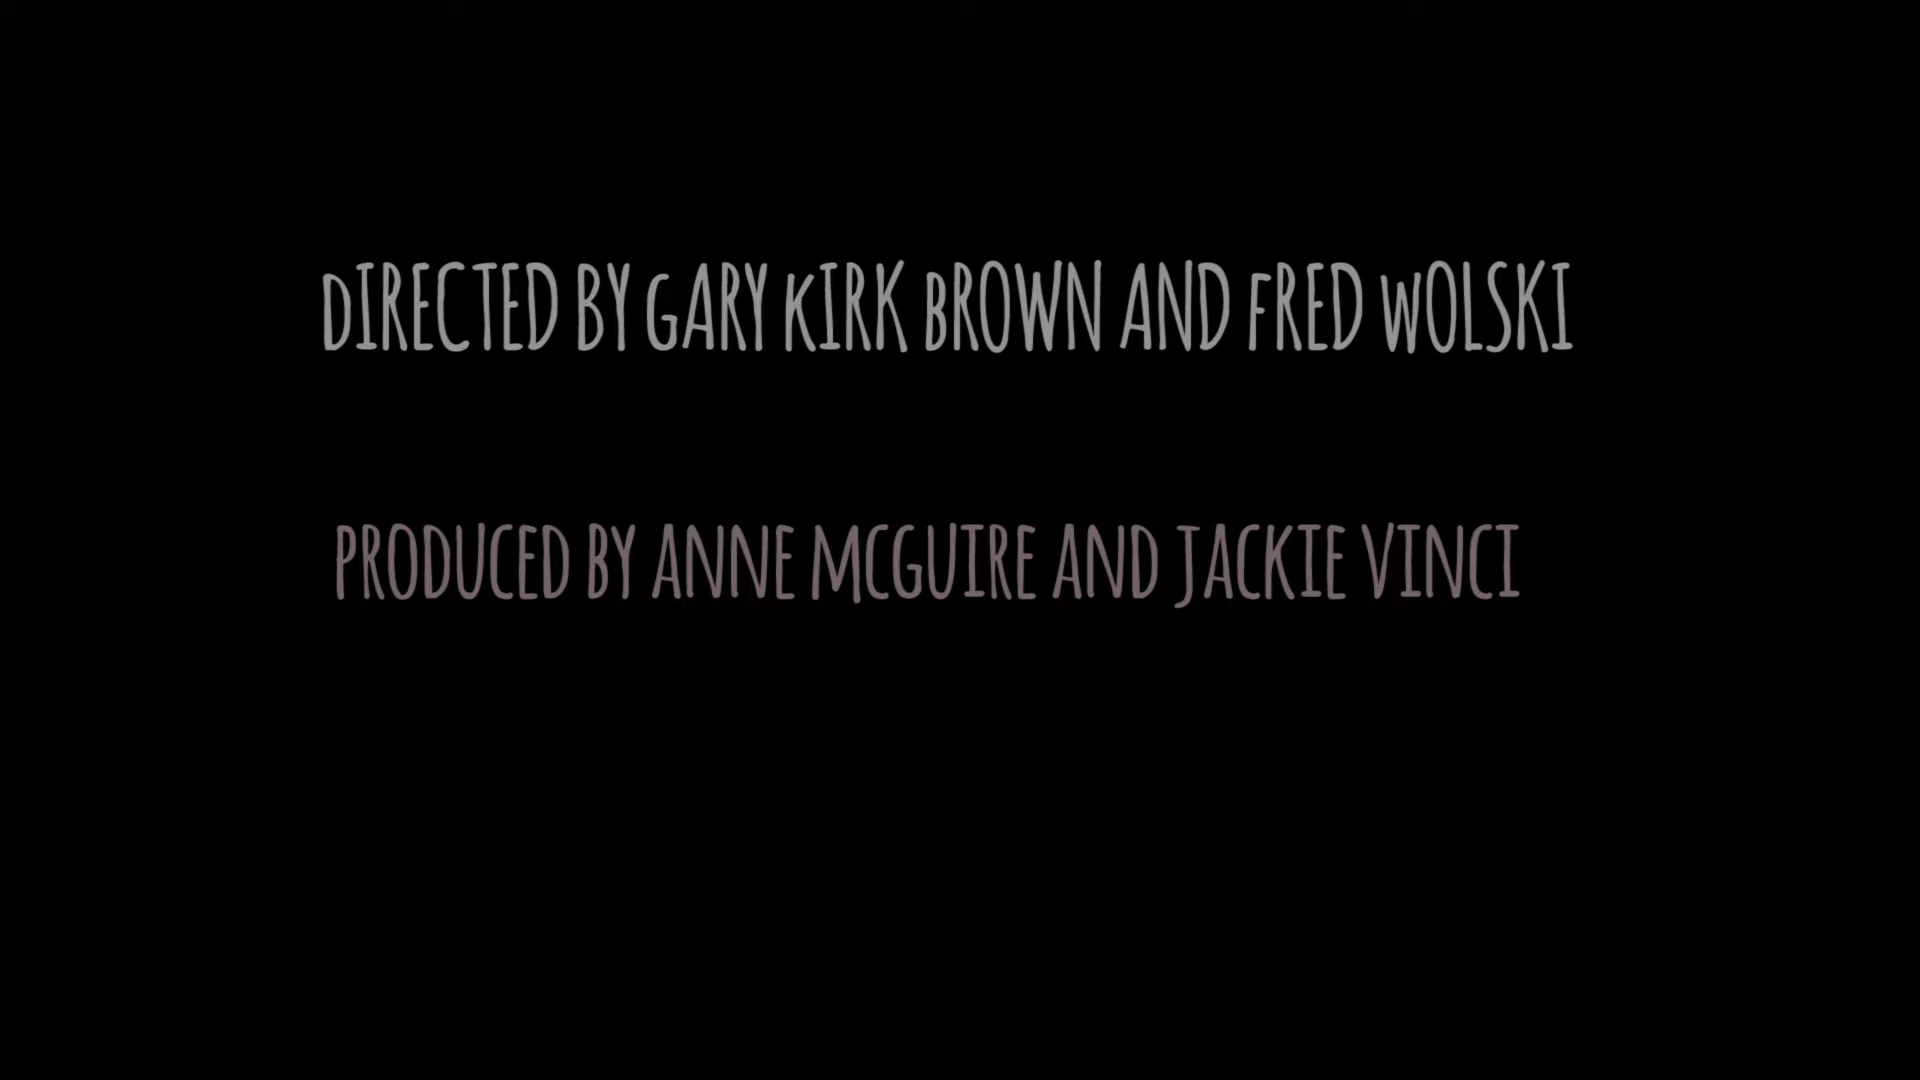 DIRECTED BY GARY KIRK BROWN AND FRED WOLSKI
PRODUCED BY ANNE MCGUIRE AND JACKIE VINCI